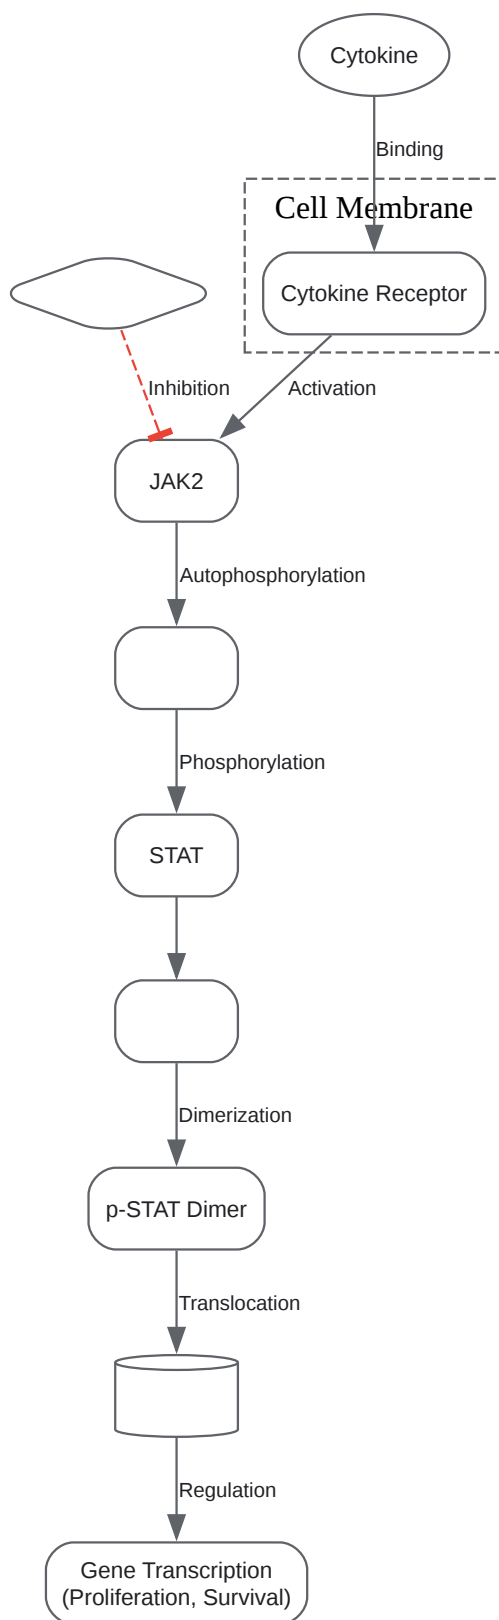 Cytokine
Binding
Cell Membrane
Cytokine Receptor
Inhibition
Activation
JAK2
Autophosphorylation
Phosphorylation
STAT
Dimerization
p-STAT Dimer
Translocation
Regulation
Gene Transcription
(Proliferation, Survival)